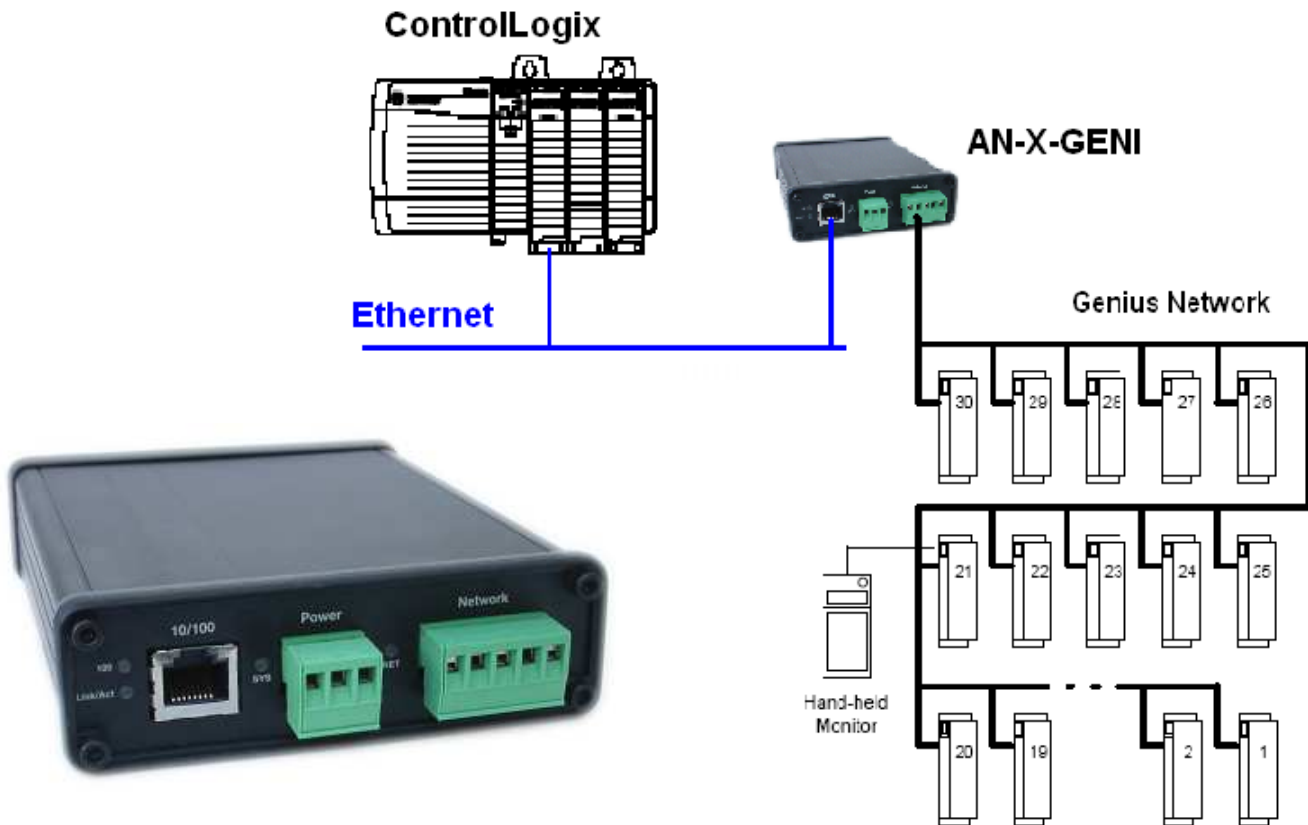 ControlLogix
AN-X-GENI
Ethernet
Genius Network
30
29
28
27
26
21
22
23
24
25
Hand-held
Monitor
20
19
2
1
10/100
Power
Network
100
Link/Act
SYS
NET